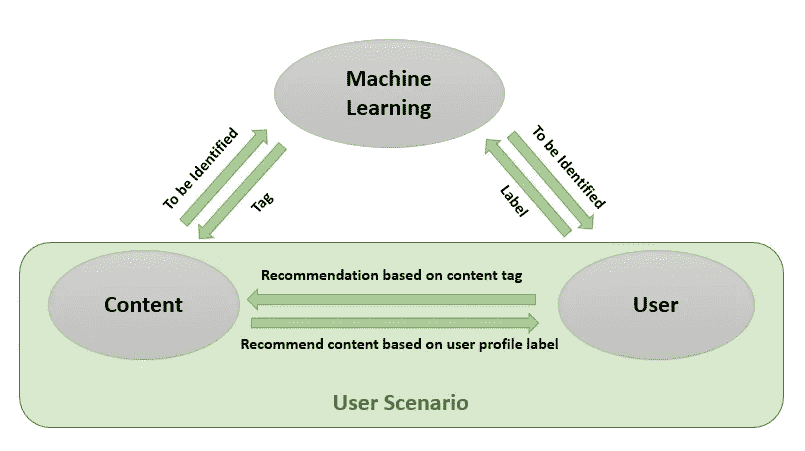 Machine
Learning
To be Identified
Tag
To be Identified
Label
Recommendation based on content tag
Content
User
Recommend content based on user profile label
User Scenario